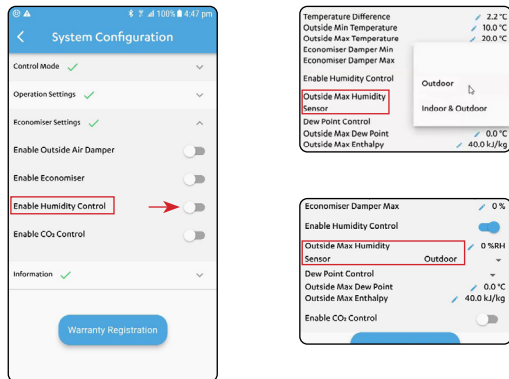 100% 4:47 pm
System Configuration
Control Mode
Operation Settings
Economiser Settings
Enable Outside Air Damper
Enable Economiser
Enable Humidity Control
Enable CO₂ Control
Information
Warranty Registration
Temperature Difference 2.2°C
Outside Min Temperature 10.0 °C
Outside Max Temperature 20.0 °C
Economiser Damper Min
Economiser Damper Max
Enable Humidity Control
Outdoor
Outside Max Humidity
Sensor
Indoor & Outdoor
Dew Point Control
Outside Max Dew Point 0.0 °C
Outside Max Enthalpy 40.0 kJ/kg
Economiser Damper Max 0 %
Enable Humidity Control
Outside Max Humidity 0 %RH
Sensor Outdoor
Dew Point Control
Outside Max Dew Point 0.0 °C
Outside Max Enthalpy 40.0 kJ/kg
Enable CO₂ Control